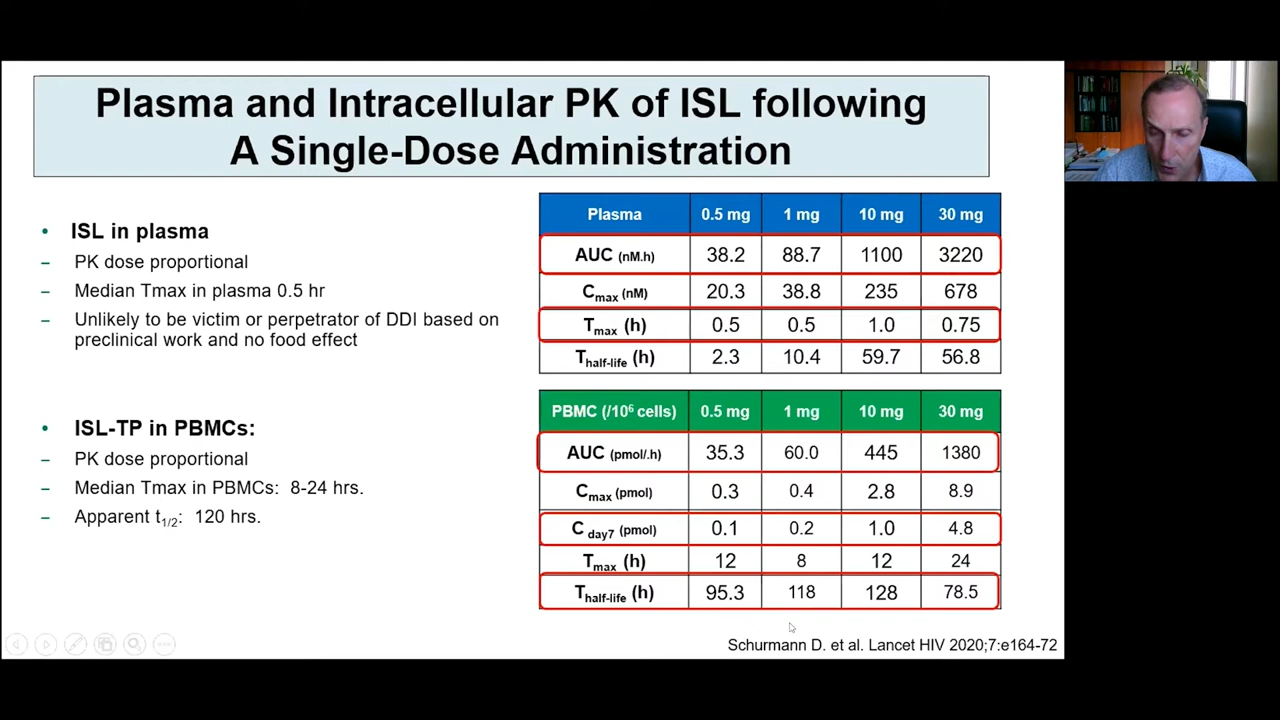 Plasma and Intracellular PK of ISL following
A Single-Dose Administration
• ISL in plasma
– PK dose proportional
– Median Tmax in plasma 0.5 hr
– Unlikely to be victim or perpetrator of DDI based on
preclinical work and no food effect
• ISL-TP in PBMCs:
– PK dose proportional
– Median Tmax in PBMCs: 8-24 hrs.
– Apparent t1/2: 120 hrs.
Plasma 0.5 mg 1 mg 10 mg 30 mg
AUC (nM.h) 38.2 88.7 1100 3220
Cmax (nM) 20.3 38.8 235 678
Tmax (h) 0.5 0.5 1.0 0.75
Thalf-life (h) 2.3 10.4 59.7 56.8
PBMC (/10⁶ cells) 0.5 mg 1 mg 10 mg 30 mg
AUC (pmol/.h) 35.3 60.0 445 1380
Cmax (pmol) 0.3 0.4 2.8 8.9
C day7 (pmol) 0.1 0.2 1.0 4.8
Tmax (h) 12 8 12 24
Thalf-life (h) 95.3 118 128 78.5
Schurmann D. et al. Lancet HIV 2020;7:e164-72